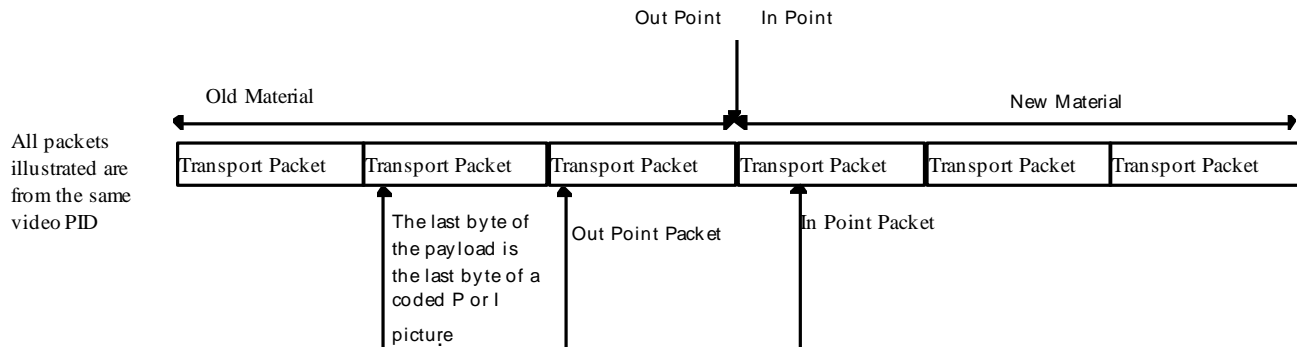 Out Point
In Point
Old Material
New Material
All packets
illustrated are
from the same
video PID
Transport Packet
Transport Packet
Transport Packet
Transport Packet
Transport Packet
Transport Packet
The last byte of
the payload is
the last byte of a
coded P or I
picture
Out Point Packet
In Point Packet